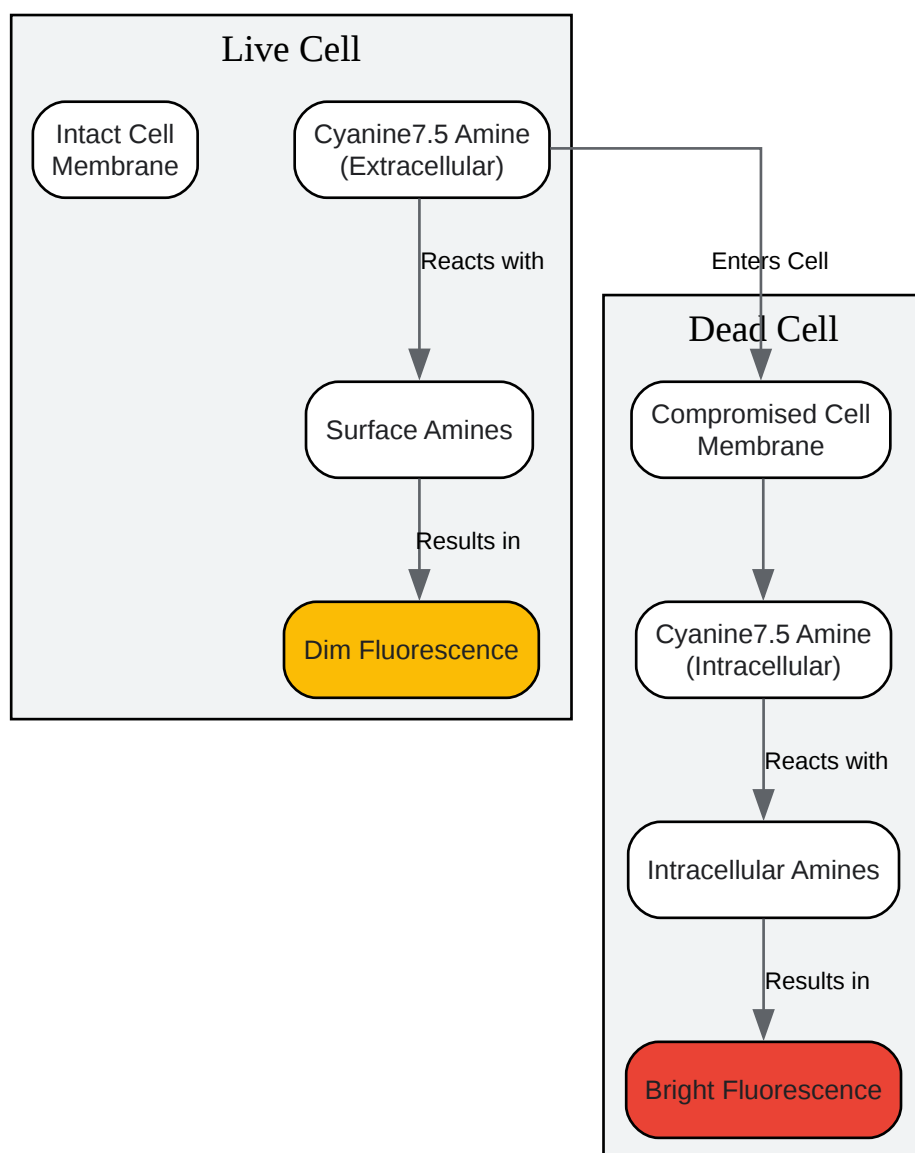 Live Cell
Intact Cell
Membrane
Cyanine7.5 Amine
(Extracellular)
Reacts with
Enters Cell
Surface Amines
Results in
Dim Fluorescence
Dead Cell
Compromised Cell
Membrane
Cyanine7.5 Amine
(Intracellular)
Reacts with
Intracellular Amines
Results in
Bright Fluorescence